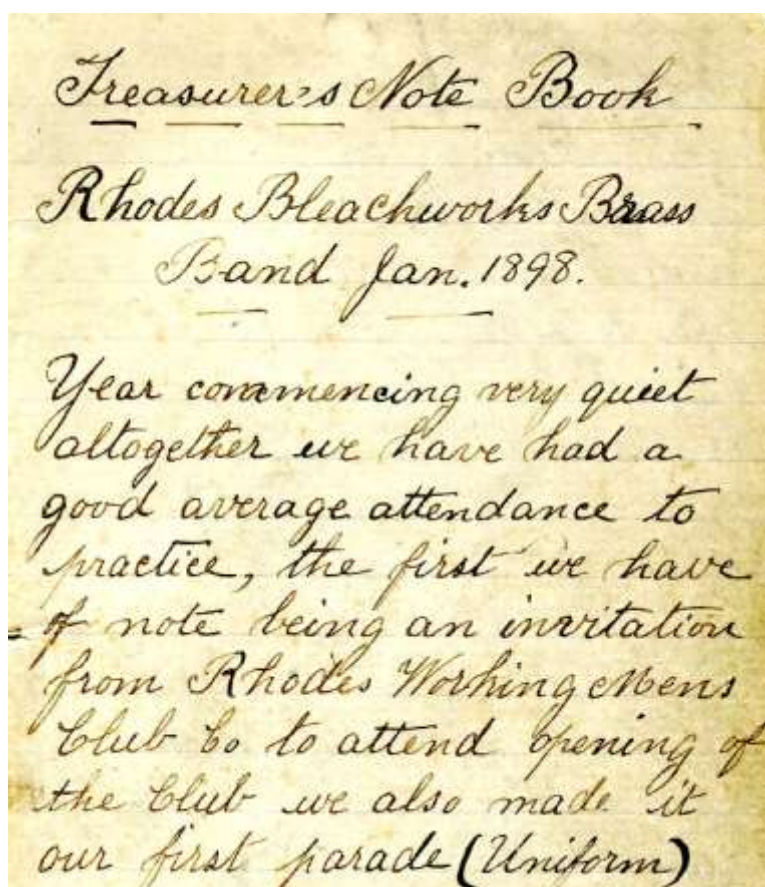 Treasurer's Note Book
Rhodes Bleachworks Brass
Band Jan. 1898.
Year commencing very quiet
altogether we have had a
good average attendance to
practice, the first we have
of note being an invitation
from Rhodes Working Mens
Club Co to attend opening of
the Club we also made it
our first parade (Uniform)